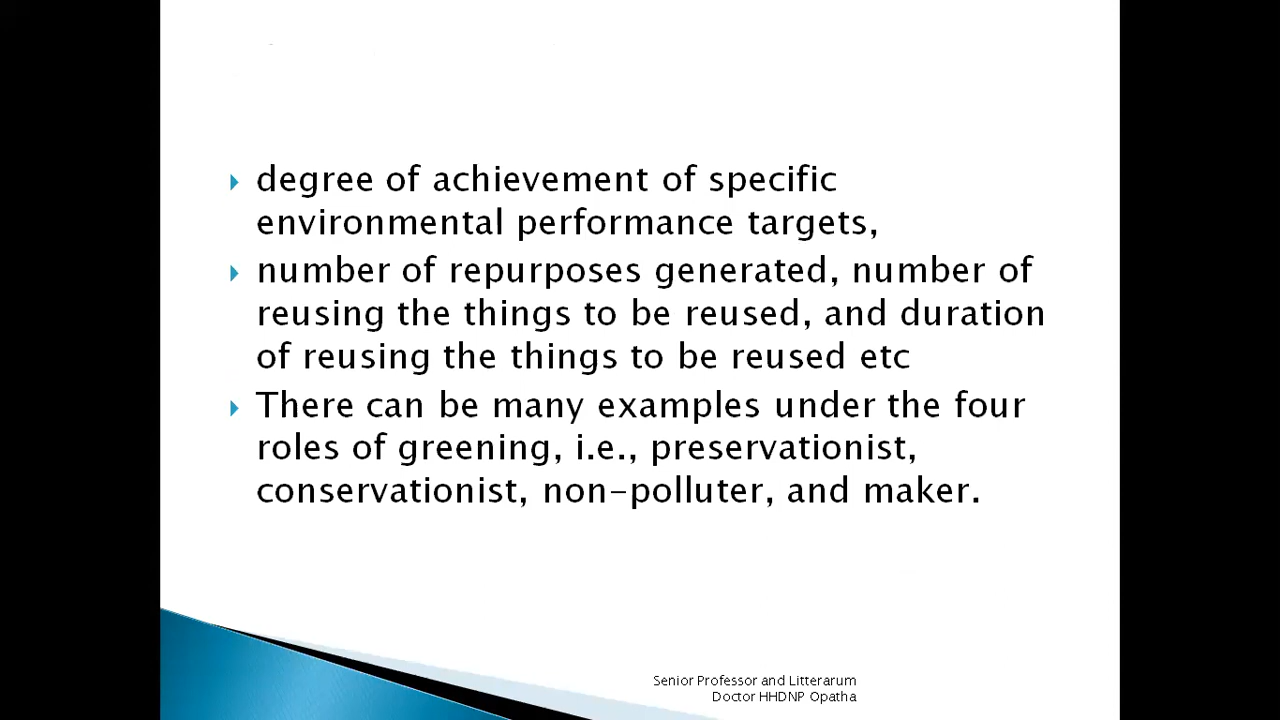 degree of achievement of specific
environmental performance targets,
number of repurposes generated, number of
reusing the things to be reused, and duration
of reusing the things to be reused etc
There can be many examples under the four
roles of greening, i.e., preservationist,
conservationist, non-polluter, and maker.
Senior Professor and Litterarum
Doctor HHDNP Opatha